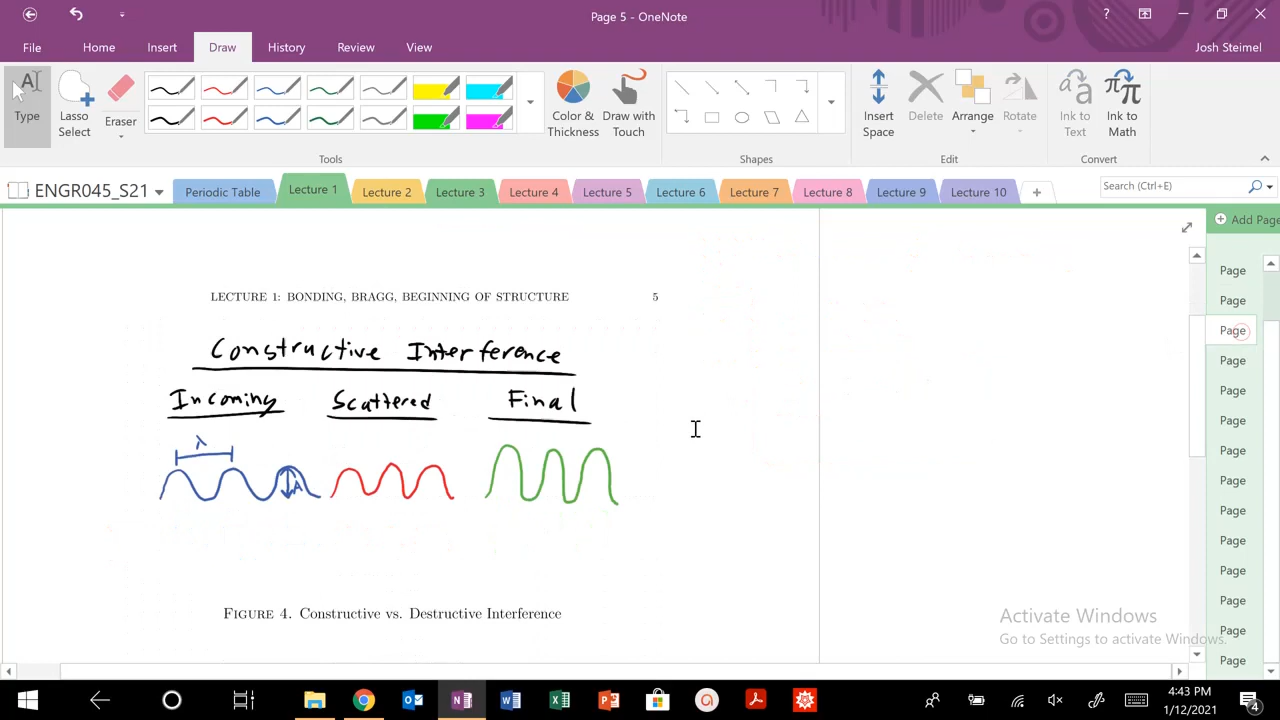 Page 5 - OneNote
?
File
Home
Insert
Draw
History
Review
View
Josh Steimel
Type
Lasso Select
Eraser
Color & Thickness
Draw with Touch
Insert Space
Delete
Arrange
Rotate
Ink to Text
Ink to Math
Tools
Shapes
Edit
Convert
ENGR045_S21
Periodic Table
Lecture 1
Lecture 2
Lecture 3
Lecture 4
Lecture 5
Lecture 6
Lecture 7
Lecture 8
Lecture 9
Lecture 10
Search (Ctrl+E)
Add Page
LECTURE 1: BONDING, BRAGG, BEGINNING OF STRUCTURE 5
Constructive Interference
Incoming Scattered Final
λ
A
FIGURE 4. Constructive vs. Destructive Interference
Page
Page
Page
Page
Page
Page
Page
Page
Page
Page
Page
Page
Page
Page
Activate Windows
Go to Settings to activate Windows.
4:43 PM
1/12/2021
4